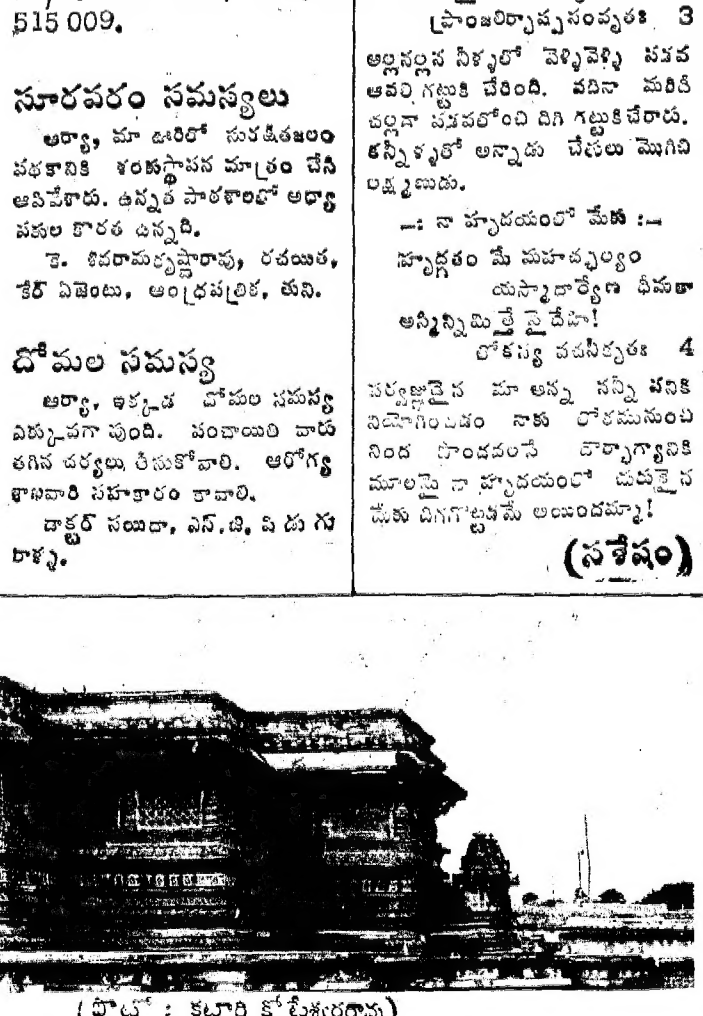 515 009.
సూరవరం సమస్యలు
ఆర్యా, మా ఊరిలో సురక్షితజలం
పథకానికి శంకుస్థాపన మాత్రం చేసి
ఆపివేశారు. ఉన్నత పాఠశాలలో అధ్యా
పకుల కొరత ఉన్నది.
కె. శివరామకృష్ణారావు, రచయిత,
కేర్ ఏజెంటు, ఆంధ్రపత్రిక, తుని.
దోమల సమస్య
ఆర్యా, ఇక్కడ దోమల సమస్య
ఎక్కువగా వుంది. పంచాయితి వారు
తగిన చర్యలు తీసుకోవాలి. ఆరోగ్య
శాఖవారి సహకారం కావాలి.
డాక్టర్ సయిదా, ఎన్.జి. పి డు గు
రాళ్ళ.
ప్రాంజలిర్బాష్పసంవృతః 3
అల్లనల్లన నీళ్ళలో వెళ్ళివెళ్ళి పడవ
ఆవలి గట్టుకి చేరింది. వదినా మరిదీ
చల్లగా పడవలోంచి దిగి గట్టుకిచేరారు.
కన్నీళ్ళతో అన్నాడు చేతులు మొగిచి
లక్ష్మణుడు.
—: నా హృదయంలో మేకు :—
హృద్గతం మే మహచ్ఛల్యం
యస్మాదార్యేణ ధీమతా
అస్మిన్నిమిత్తే వైదేహి!
లోకస్య వచనీకృతః 4
సర్వజ్ఞుడైన మా అన్న నన్నీ పనికి
నియోగించడం నాకు లోకమునుంచి
నింద పొందవలసే దౌర్భాగ్యానికి
మూలమై నా హృదయంలో చురుకైన
మేకు దిగగొట్టడమే అయిందమ్మా!
(సశేషం)
(ఫొటో : కటారి కోటేశ్వరరావు)